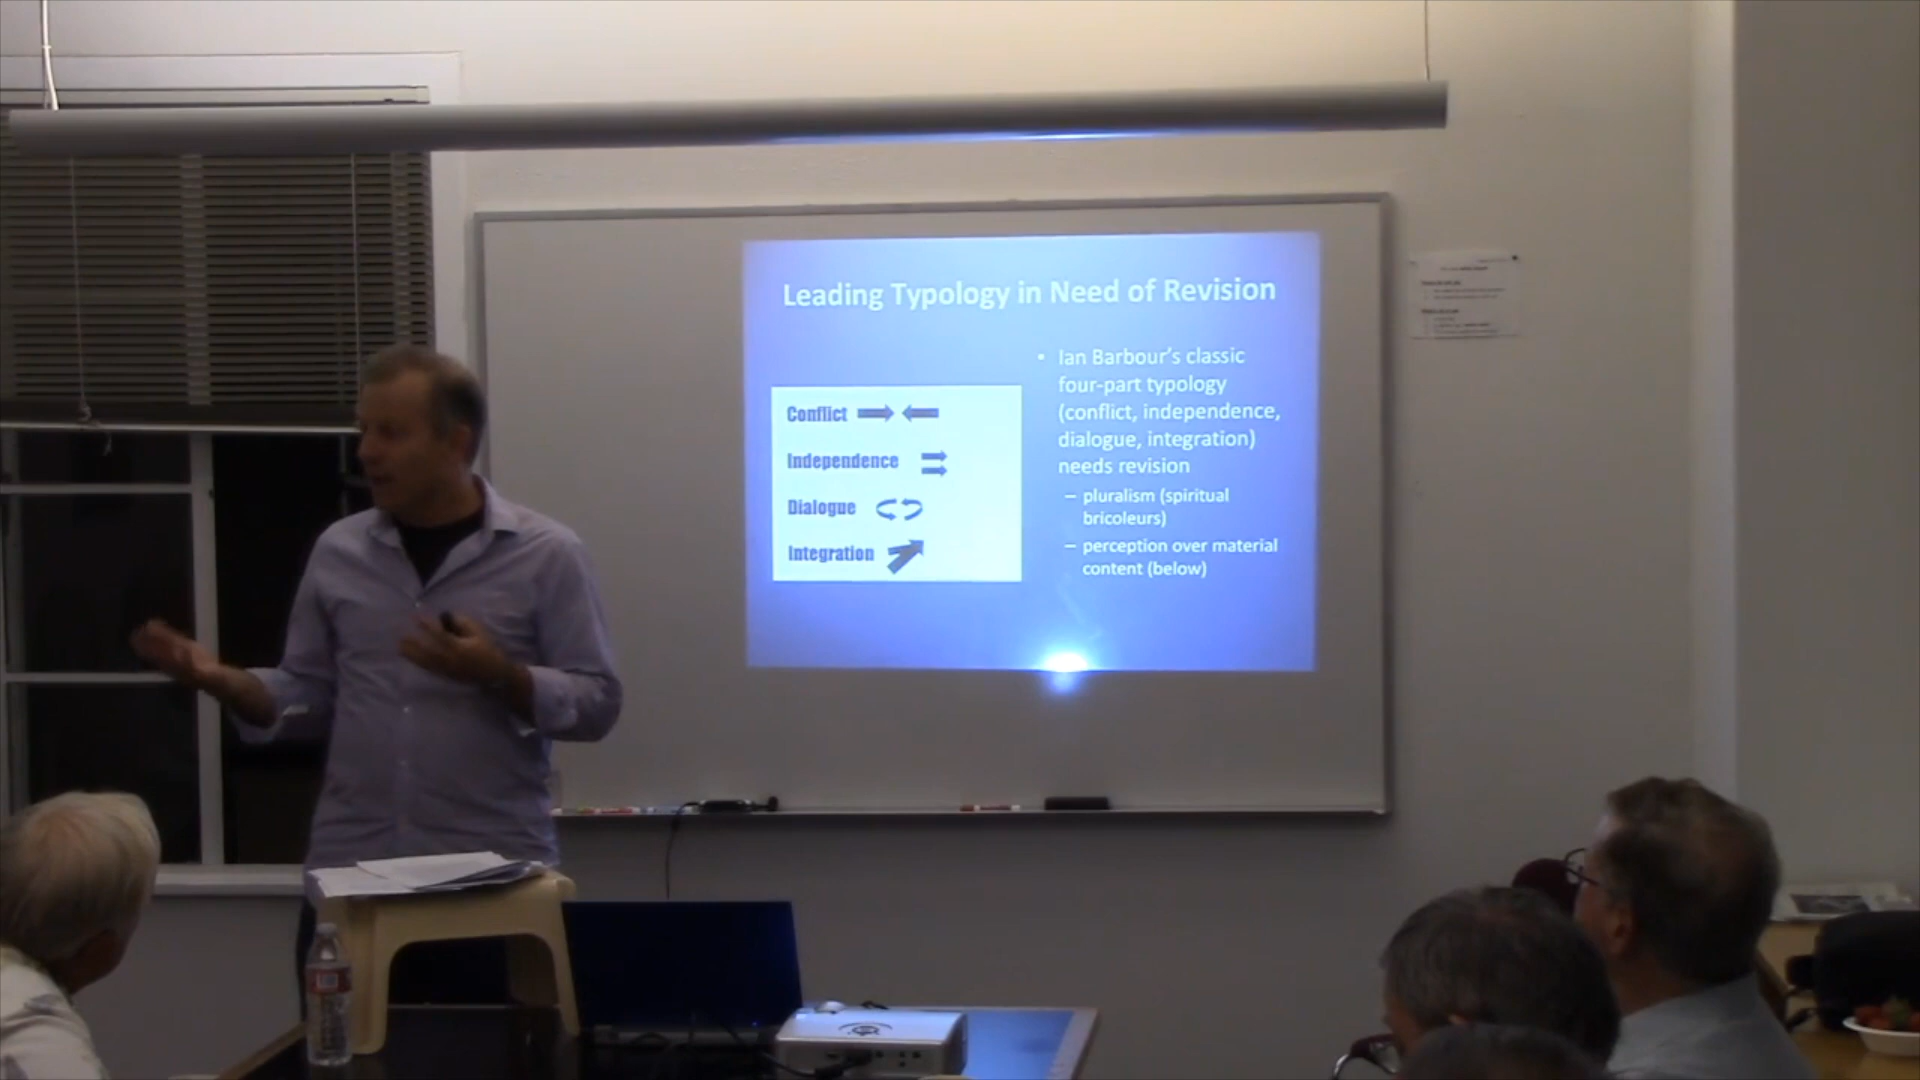 Leading Typology in Need of Revision
Conflict
Independence
Dialogue
Integration
• Ian Barbour's classic
four-part typology
(conflict, independence,
dialogue, integration)
needs revision
– pluralism (spiritual
bricoleurs)
– perception over material
content (below)